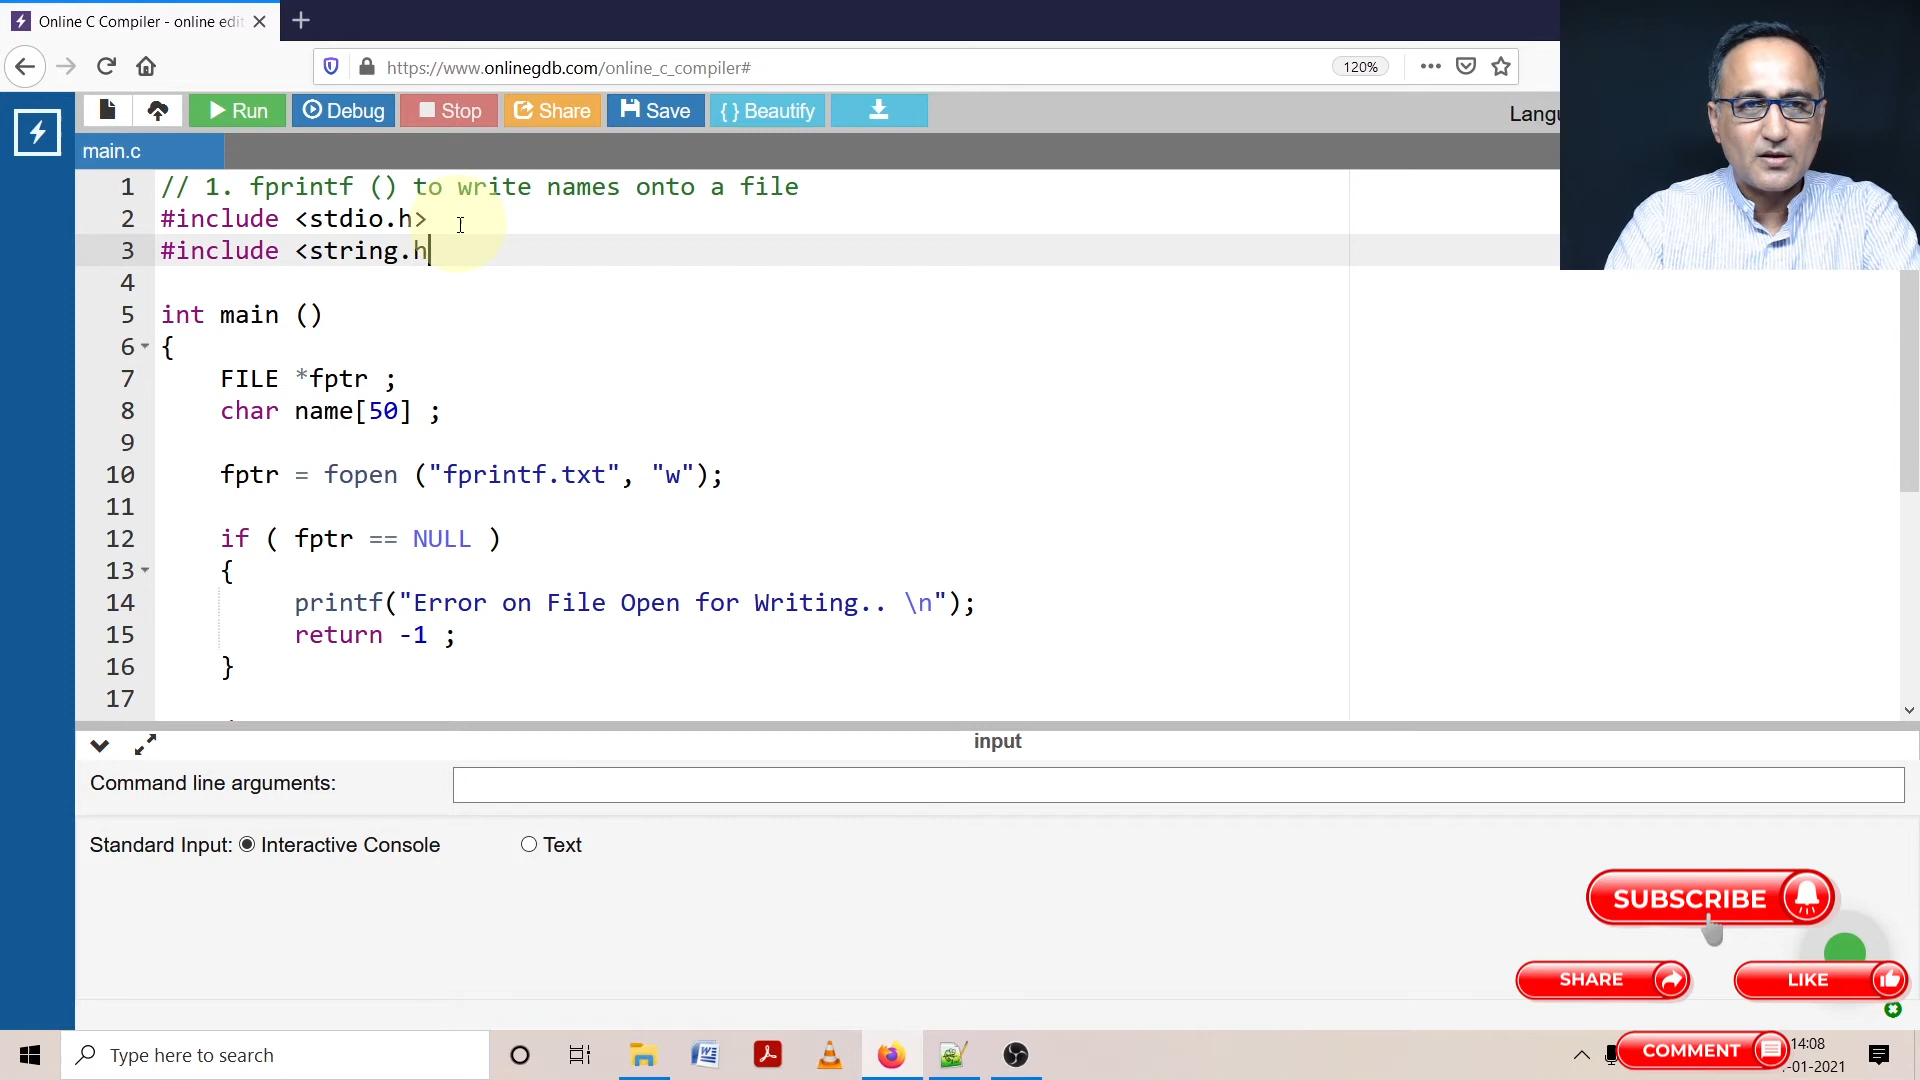 Online C Compiler - online edit
https://www.onlinegdb.com/online_c_compiler#
120%
Run
Debug
Stop
Share
Save
{ } Beautify
Langu
main.c
1 // 1. fprintf () to write names onto a file
2 #include <stdio.h>
3 #include <string.h
4
5 int main ()
6 {
7 FILE *fptr ;
8 char name[50] ;
9
10 fptr = fopen ("fprintf.txt", "w");
11
12 if ( fptr == NULL )
13 {
14 printf("Error on File Open for Writing.. \n");
15 return -1 ;
16 }
17
input
Command line arguments:
Standard Input: Interactive Console Text
SUBSCRIBE
SHARE
LIKE
Type here to search
COMMENT
14:08
-01-2021